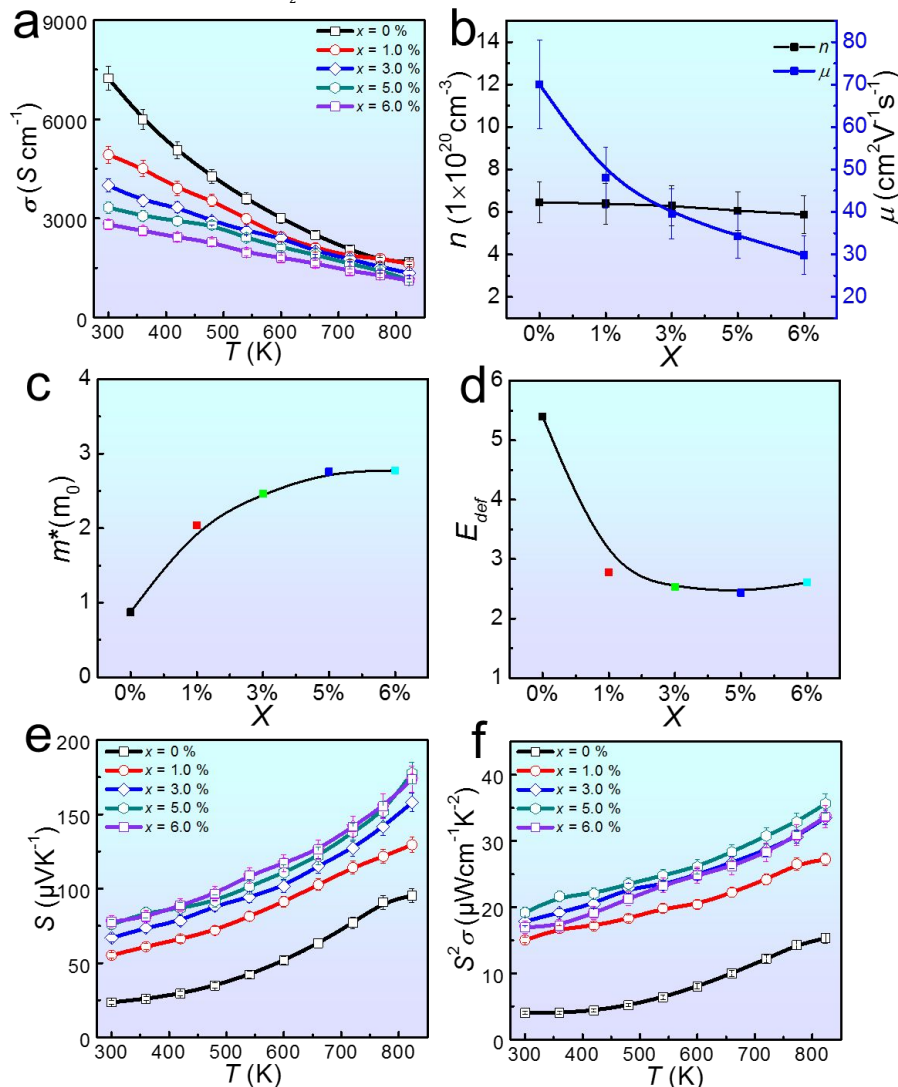 2
a
x = 0 %
x = 1.0 %
x = 3.0 %
x = 5.0 %
x = 6.0 %
9000
6000
3000
0
σ (S cm⁻¹)
300 400 500 600 700 800
T (K)
b
n
μ
14
12
10
8
6
4
2
n (1×10²⁰cm⁻³)
80
70
60
50
40
30
20
μ (cm²V⁻¹s⁻¹)
0% 1% 3% 5% 6%
X
c
4
3
2
1
0
m*(m₀)
0% 1% 3% 5% 6%
X
d
6
5
4
3
2
1
E_def
0% 1% 3% 5% 6%
X
e
x = 0 %
x = 1.0 %
x = 3.0 %
x = 5.0 %
x = 6.0 %
200
150
100
50
0
S (μVK⁻¹)
300 400 500 600 700 800
T (K)
f
x = 0 %
x = 1.0 %
x = 3.0 %
x = 5.0 %
x = 6.0 %
40
30
20
10
0
S²σ (μWcm⁻¹K⁻²)
300 400 500 600 700 800
T (K)